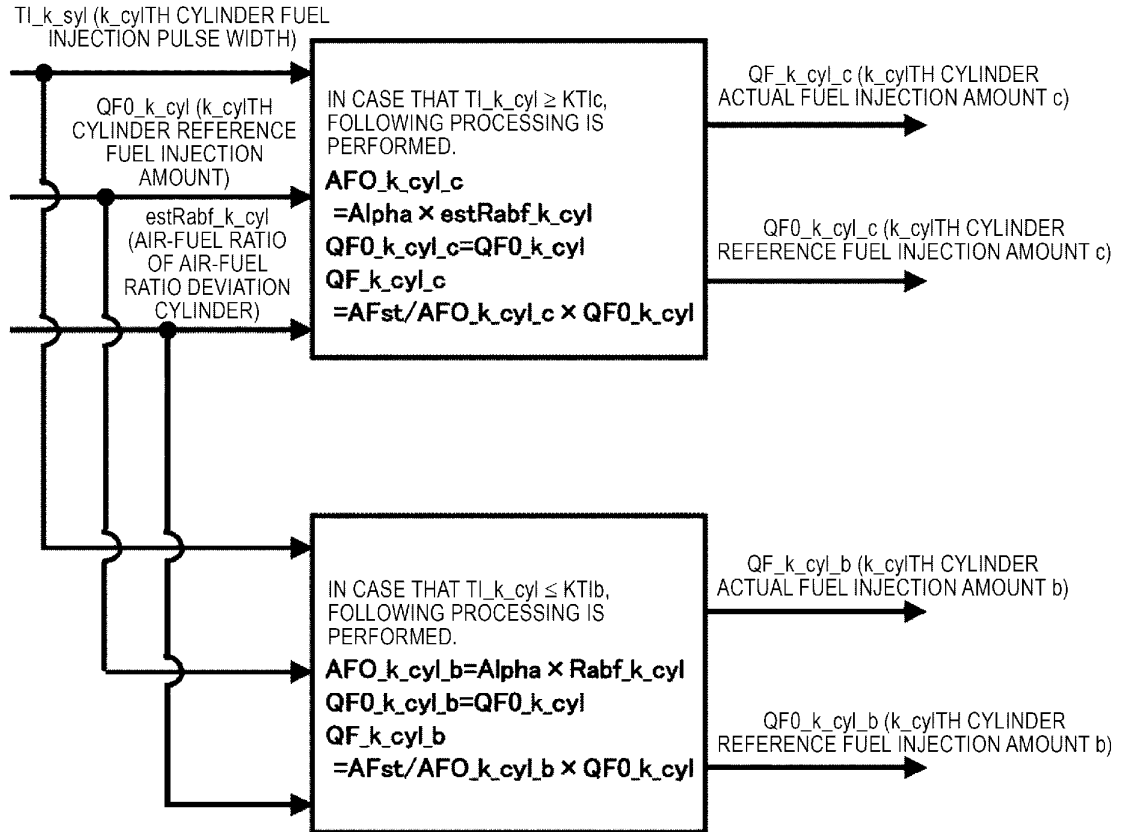 TI_k_syl (k_cylTH CYLINDER FUEL
INJECTION PULSE WIDTH)
QF0_k_cyl (k_cylTH
CYLINDER REFERENCE
FUEL INJECTION
AMOUNT)
estRabf_k_cyl
(AIR-FUEL RATIO
OF AIR-FUEL
RATIO DEVIATION
CYLINDER)
IN CASE THAT TI_k_cyl ≥ KTIc,
FOLLOWING PROCESSING IS
PERFORMED.
AFO_k_cyl_c
=Alpha × estRabf_k_cyl
QF0_k_cyl_c=QF0_k_cyl
QF_k_cyl_c
=AFst/AFO_k_cyl_c × QF0_k_cyl
QF_k_cyl_c (k_cylTH CYLINDER
ACTUAL FUEL INJECTION AMOUNT c)
QF0_k_cyl_c (k_cylTH CYLINDER
REFERENCE FUEL INJECTION AMOUNT c)
IN CASE THAT TI_k_cyl ≤ KTIb,
FOLLOWING PROCESSING IS
PERFORMED.
AFO_k_cyl_b=Alpha × Rabf_k_cyl
QF0_k_cyl_b=QF0_k_cyl
QF_k_cyl_b
=AFst/AFO_k_cyl_b × QF0_k_cyl
QF_k_cyl_b (k_cylTH CYLINDER
ACTUAL FUEL INJECTION AMOUNT b)
QF0_k_cyl_b (k_cylTH CYLINDER
REFERENCE FUEL INJECTION AMOUNT b)